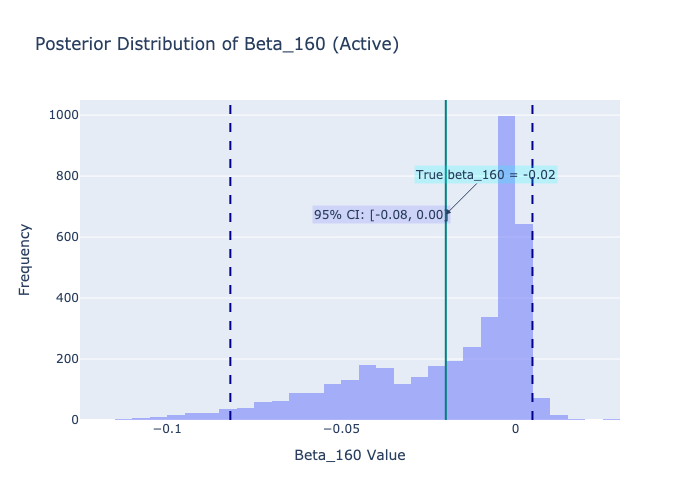 Posterior Distribution of Beta_160 (Active)
1000
800
600
400
200
0
Frequency
True beta_160 = -0.02
95% CI: [-0.08, 0.00]
−0.1
−0.05
0
Beta_160 Value